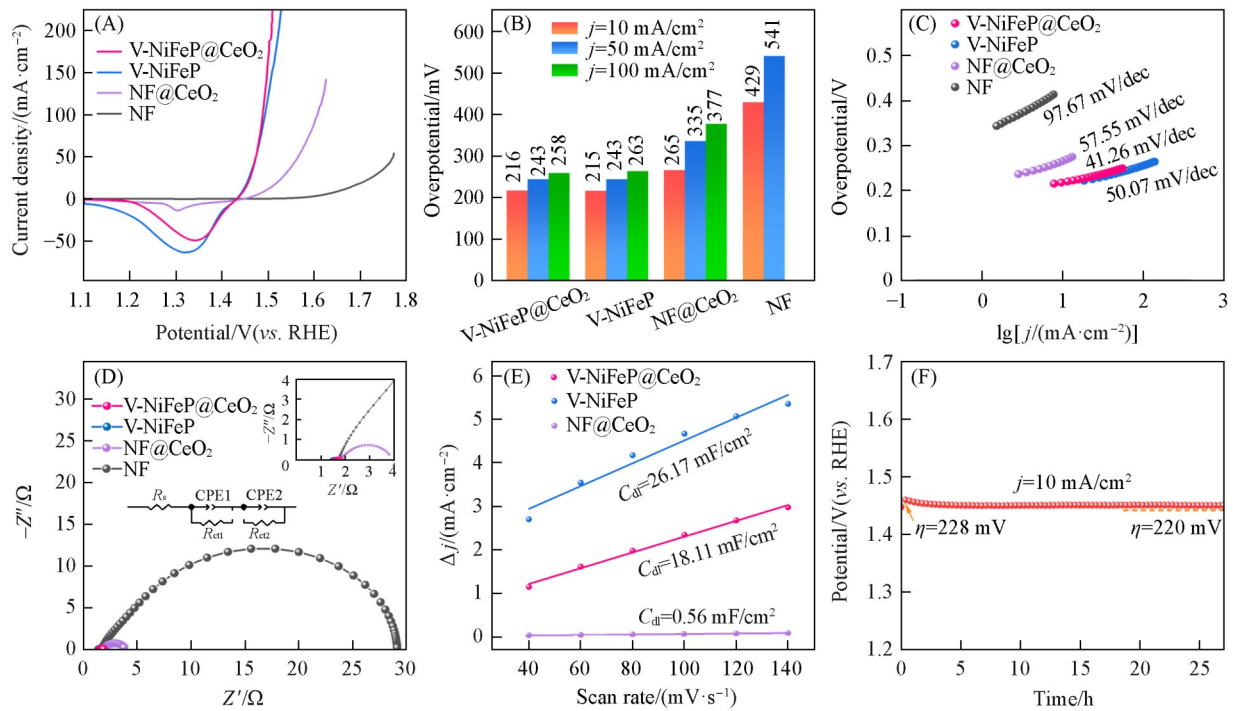 (A)
V-NiFeP@CeO₂
V-NiFeP
NF@CeO₂
NF
Current density/(mA·cm⁻²)
200
150
100
50
0
−50
1.1 1.2 1.3 1.4 1.5 1.6 1.7 1.8
Potential/V(vs. RHE)
(B)
j=10 mA/cm²
j=50 mA/cm²
j=100 mA/cm²
Overpotential/mV
600
500
400
300
200
100
0
216 243 258
215 243 263
265 335 377
429 541
V-NiFeP@CeO₂
V-NiFeP
NF@CeO₂
NF
(C)
V-NiFeP@CeO₂
V-NiFeP
NF@CeO₂
NF
Overpotential/V
0.5
0.4
0.3
0.2
0.1
0
97.67 mV/dec
57.55 mV/dec
41.26 mV/dec
50.07 mV/dec
−1 0 1 2 3
lg[j/(mA·cm⁻²)]
(D)
V-NiFeP@CeO₂
V-NiFeP
NF@CeO₂
NF
−Z″/Ω
30
25
20
15
10
5
0
0 5 10 15 20 25 30
Z′/Ω
−Z″/Ω
4
3
2
1
0
0 1 2 3 4
Z′/Ω
Rs CPE1 CPE2
Rct1 Rct2
(E)
V-NiFeP@CeO₂
V-NiFeP
NF@CeO₂
Δj/(mA·cm⁻²)
6
5
4
3
2
1
0
Cdl=26.17 mF/cm²
Cdl=18.11 mF/cm²
Cdl=0.56 mF/cm²
40 60 80 100 120 140
Scan rate/(mV·s⁻¹)
(F)
Potential/V(vs. RHE)
1.7
1.6
1.5
1.4
1.3
1.2
j=10 mA/cm²
η=228 mV
η=220 mV
0 5 10 15 20 25
Time/h